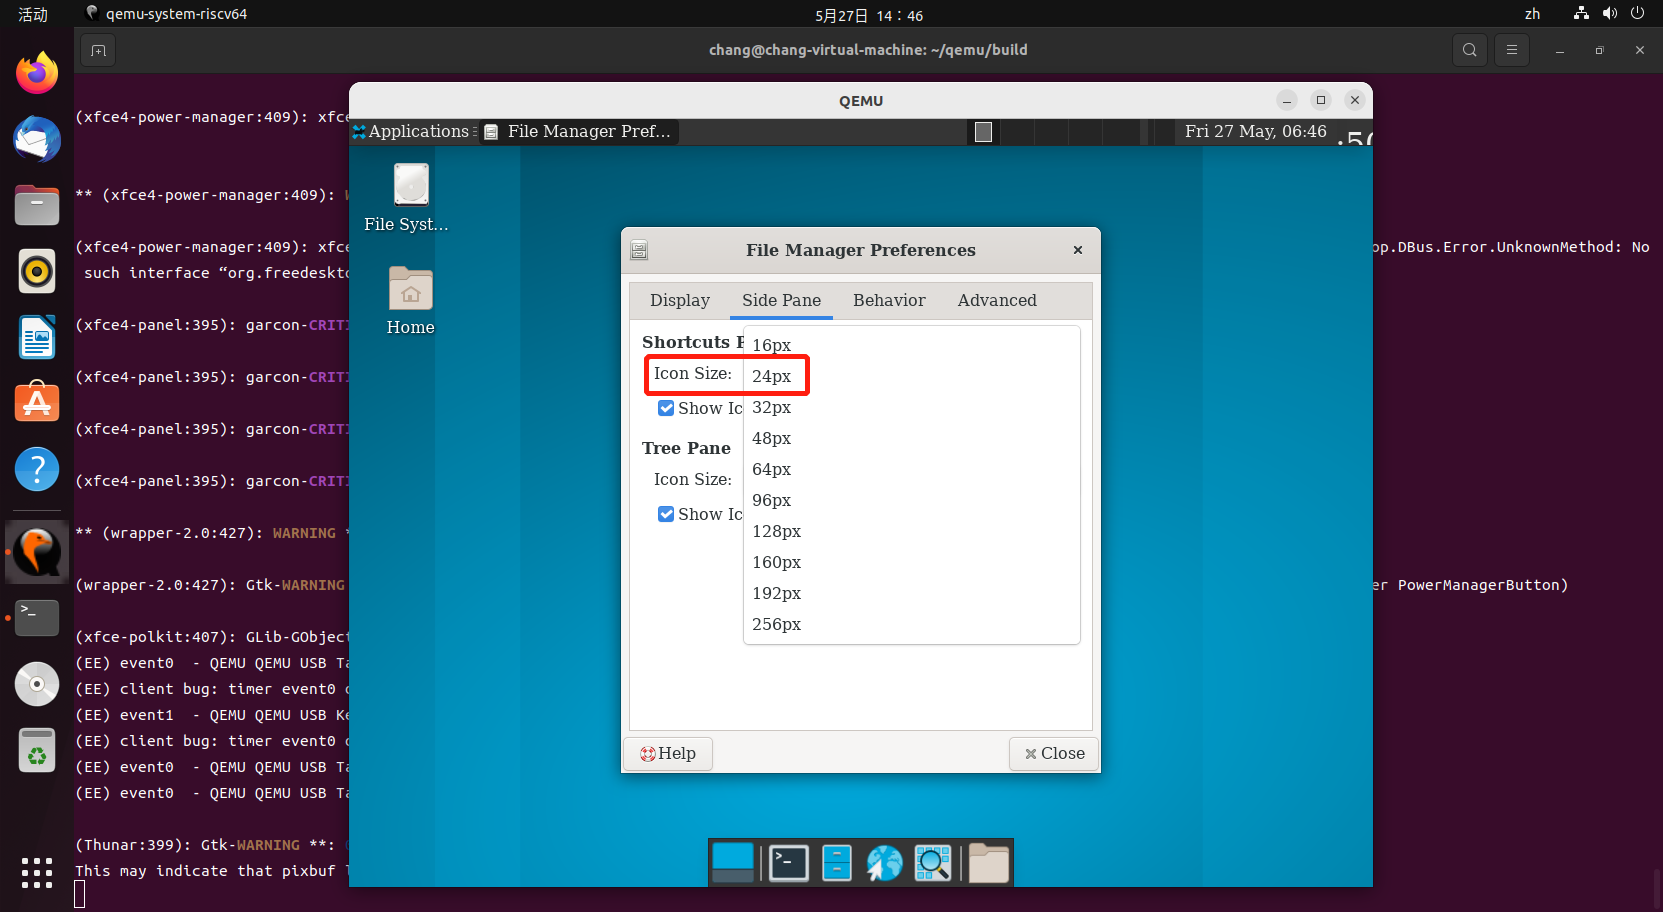 活动
qemu-system-riscv64
5月27日 14：46
zh
chang@chang-virtual-machine: ~/qemu/build
(xfce4-power-manager:409): xfce
** (xfce4-power-manager:409):
(xfce4-power-manager:409): xfce
op.DBus.Error.UnknownMethod: No
such interface “org.freedeskto
(xfce4-panel:395): garcon-CRITI
(xfce4-panel:395): garcon-CRITI
(xfce4-panel:395): garcon-CRITI
(xfce4-panel:395): garcon-CRITI
** (wrapper-2.0:427): WARNING *
(wrapper-2.0:427): Gtk-WARNING
er PowerManagerButton)
(xfce-polkit:407): GLib-GObject
(EE) event0  - QEMU QEMU USB Ta
(EE) client bug: timer event0
(EE) event1  - QEMU QEMU USB Ke
(EE) client bug: timer event0
(EE) event0  - QEMU QEMU USB Ta
(EE) event0  - QEMU QEMU USB Ta
(Thunar:399): Gtk-WARNING **:
This may indicate that pixbuf
QEMU
Applications
File Manager Pref...
Fri 27 May, 06:46
File Syst...
Home
File Manager Preferences
Display
Side Pane
Behavior
Advanced
Shortcuts P
Icon Size:
Show Ic
Tree Pane
Icon Size:
Show Ic
16px
24px
32px
48px
64px
96px
128px
160px
192px
256px
Help
Close